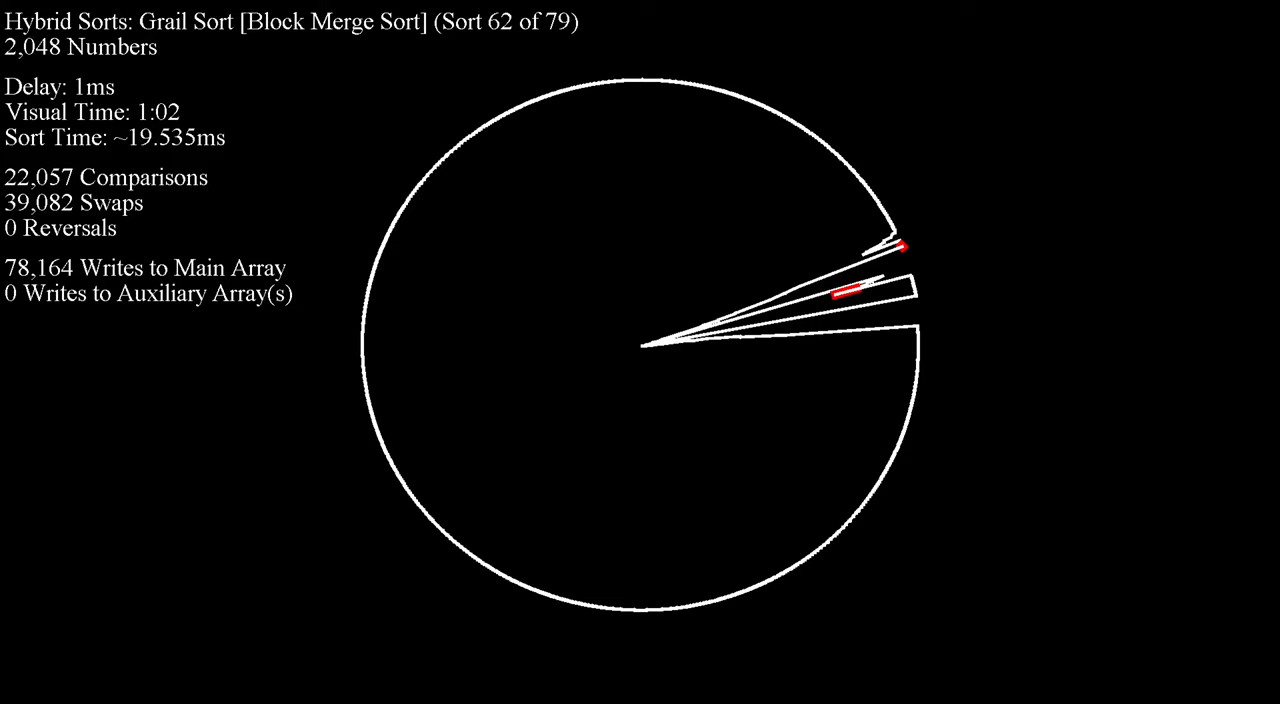 Hybrid Sorts: Grail Sort [Block Merge Sort] (Sort 62 of 79)
2,048 Numbers
Delay: 1ms
Visual Time: 1:02
Sort Time: ~19.535ms
22,057 Comparisons
39,082 Swaps
0 Reversals
78,164 Writes to Main Array
0 Writes to Auxiliary Array(s)